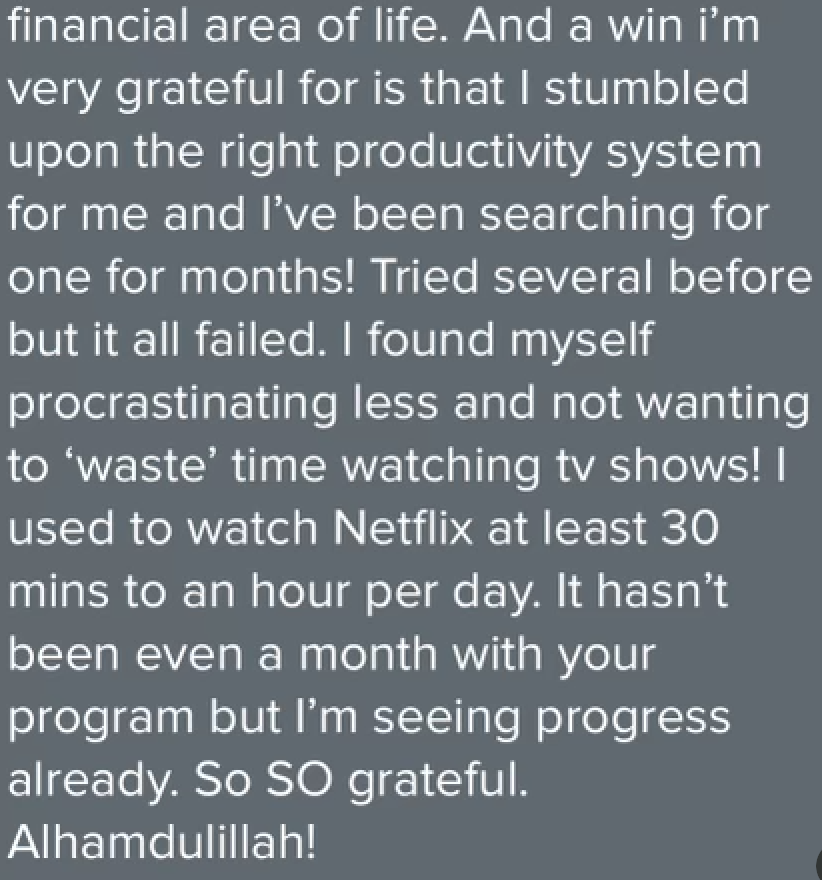 financial area of life. And a win i’m
very grateful for is that I stumbled
upon the right productivity system
for me and I’ve been searching for
one for months! Tried several before
but it all failed. I found myself
procrastinating less and not wanting
to ‘waste’ time watching tv shows! I
used to watch Netflix at least 30
mins to an hour per day. It hasn’t
been even a month with your
program but I’m seeing progress
already. So SO grateful.
Alhamdulillah!